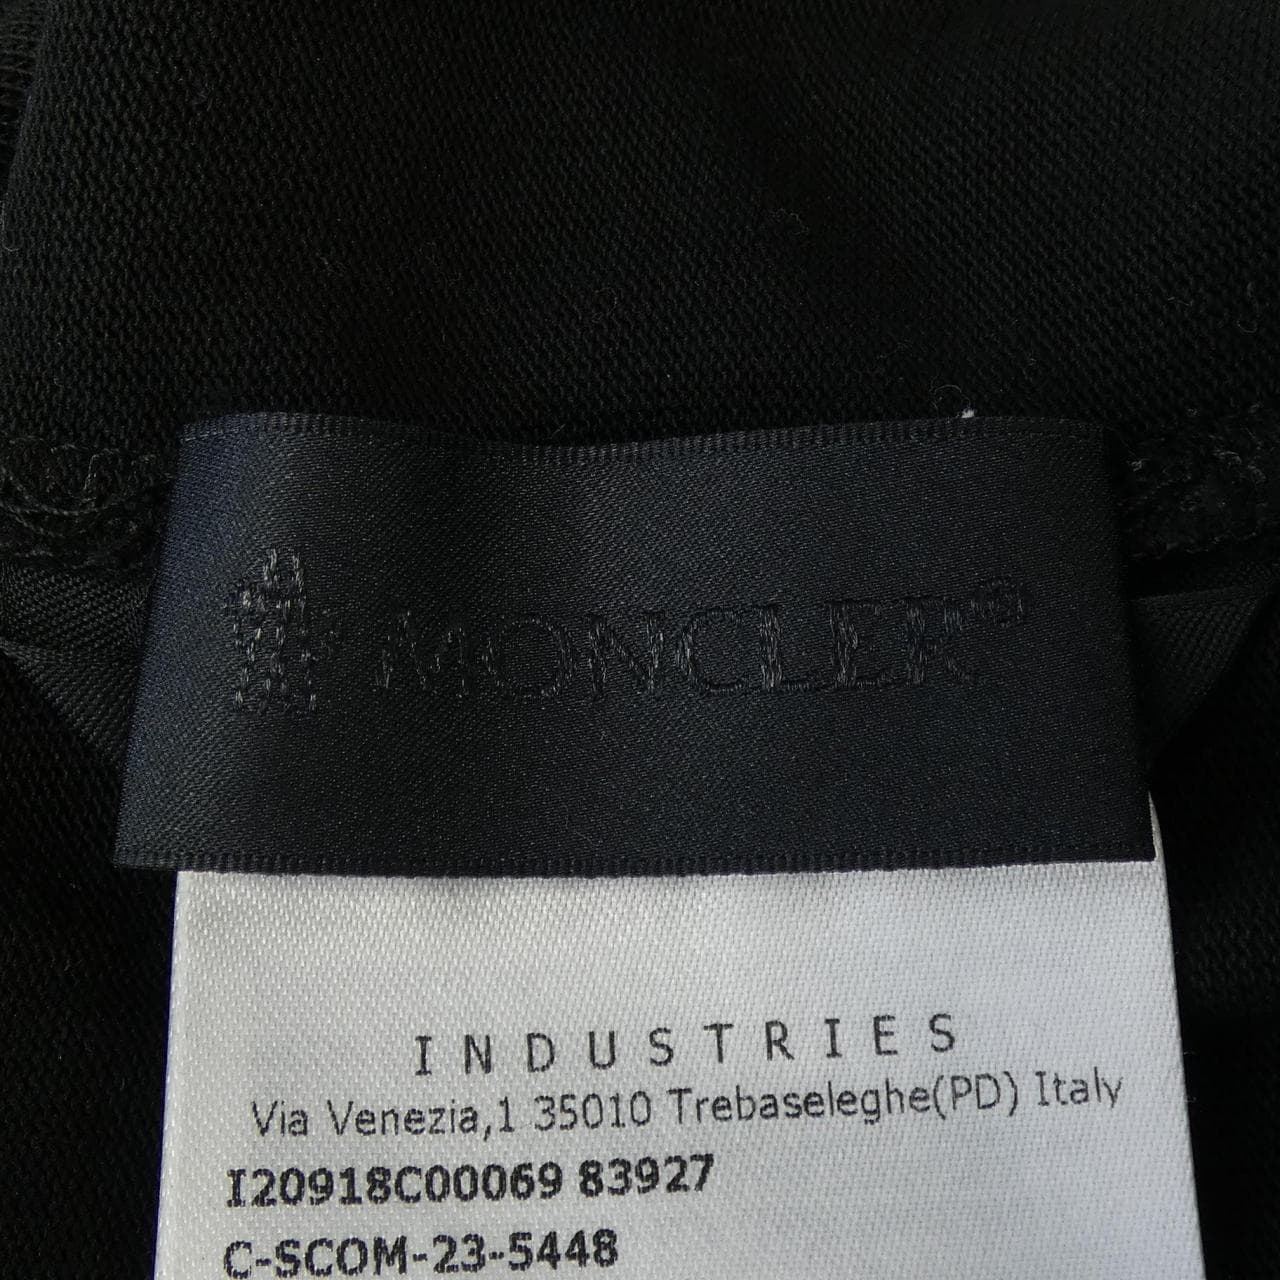 MONCLER®
INDUSTRIES
Via Venezia,1 35010 Trebaseleghe(PD) Italy
I20918C00069 83927
C-SCOM-23-5448